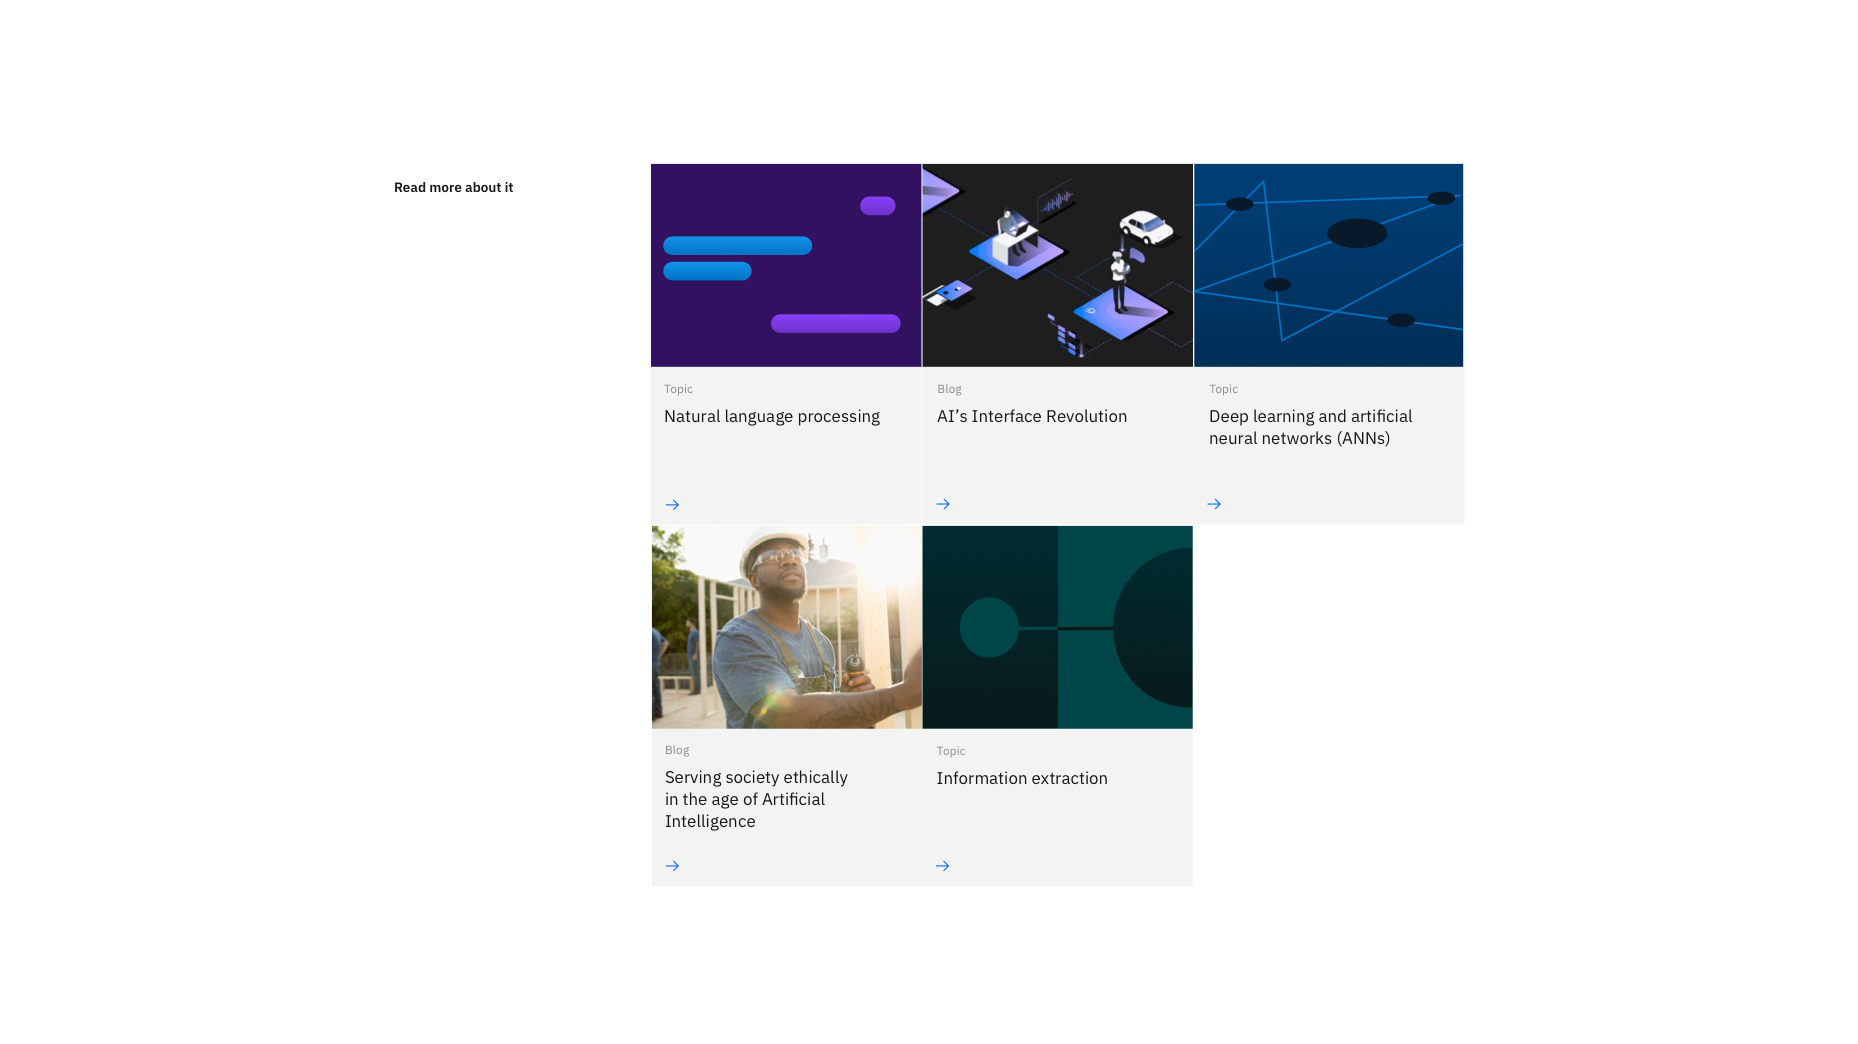 Read more about it
Topic
Natural language processing
Blog
AI’s Interface Revolution
Topic
Deep learning and artificial
neural networks (ANNs)
Blog
Serving society ethically
in the age of Artificial
Intelligence
Topic
Information extraction